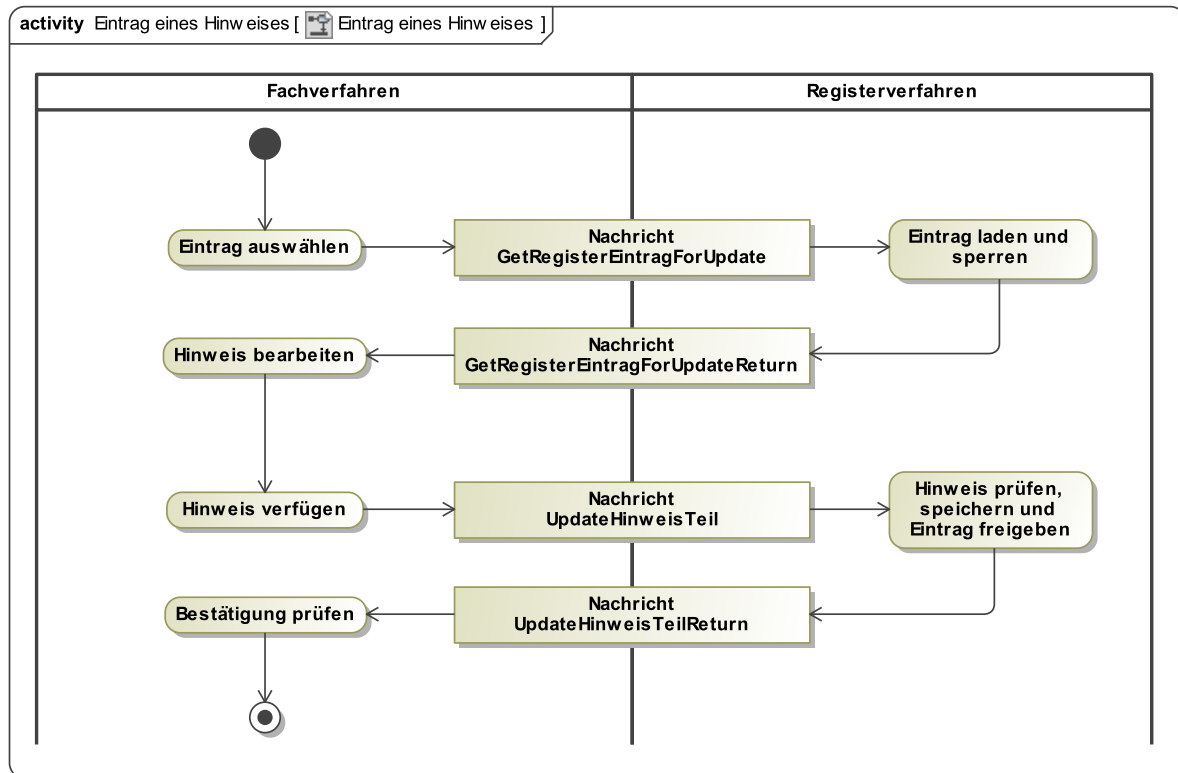 activity Eintrag eines Hinweises [ Eintrag eines Hinweises ]
Fachverfahren
Registerverfahren
Eintrag auswählen
Nachricht
GetRegisterEintragForUpdate
Eintrag laden und
sperren
Hinweis bearbeiten
Nachricht
GetRegisterEintragForUpdateReturn
Hinweis verfügen
Nachricht
UpdateHinweisTeil
Hinweis prüfen,
speichern und
Eintrag freigeben
Bestätigung prüfen
Nachricht
UpdateHinweisTeilReturn